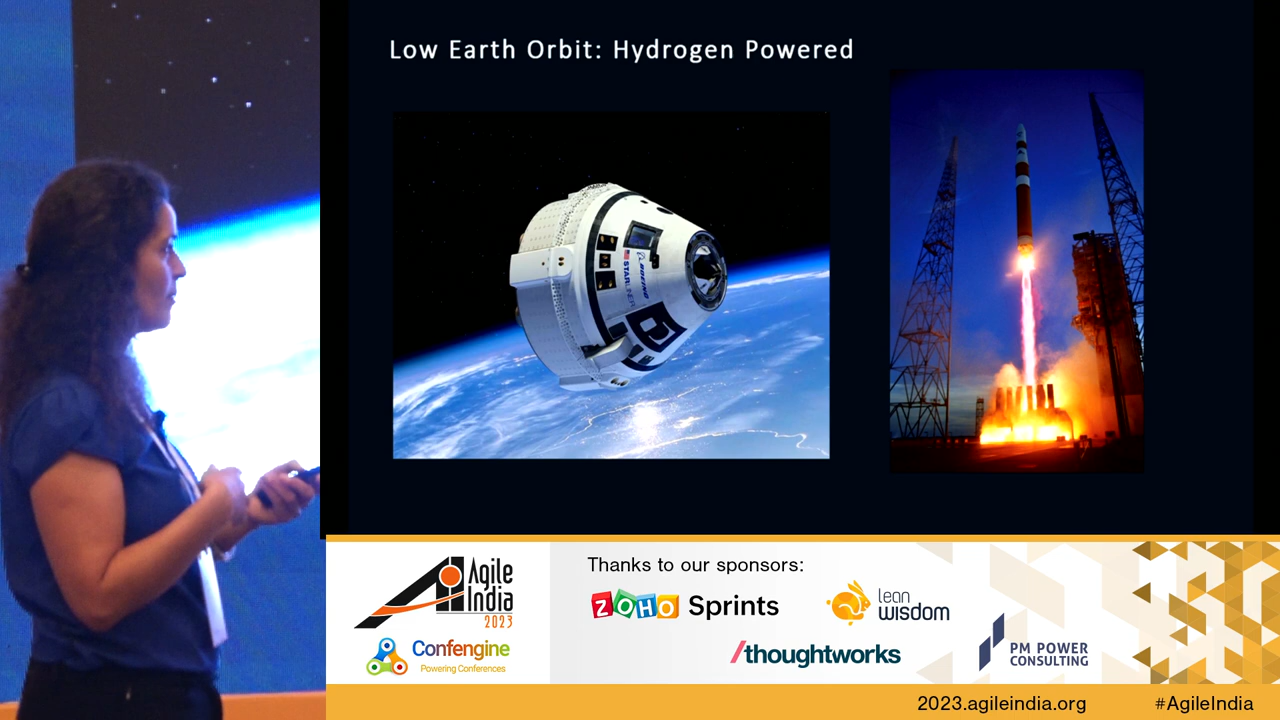 Low Earth Orbit: Hydrogen Powered
BOEING
STARLINER
Agile
India
2023
Confengine
Powering Conferences
Thanks to our sponsors:
ZOHO Sprints
lean
wisdom
/thoughtworks
PM POWER
CONSULTING
2023.agileindia.org
#AgileIndia